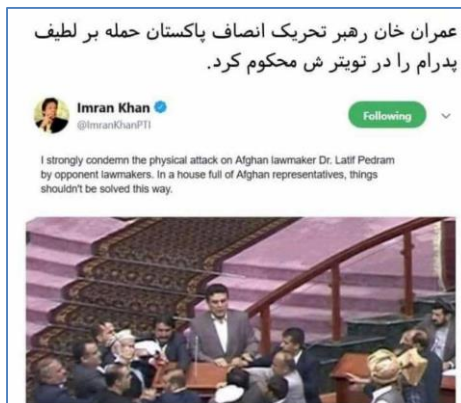 عمران خان رهبر تحریک انصاف پاکستان حمله بر لطیف
پدرام را در تویتر ش محکوم کرد.
Imran Khan
Following
@ImranKhanPTI
I strongly condemn the physical attack on Afghan lawmaker Dr. Latif Pedram
by opponent lawmakers. In a house full of Afghan representatives, things
shouldn't be solved this way.